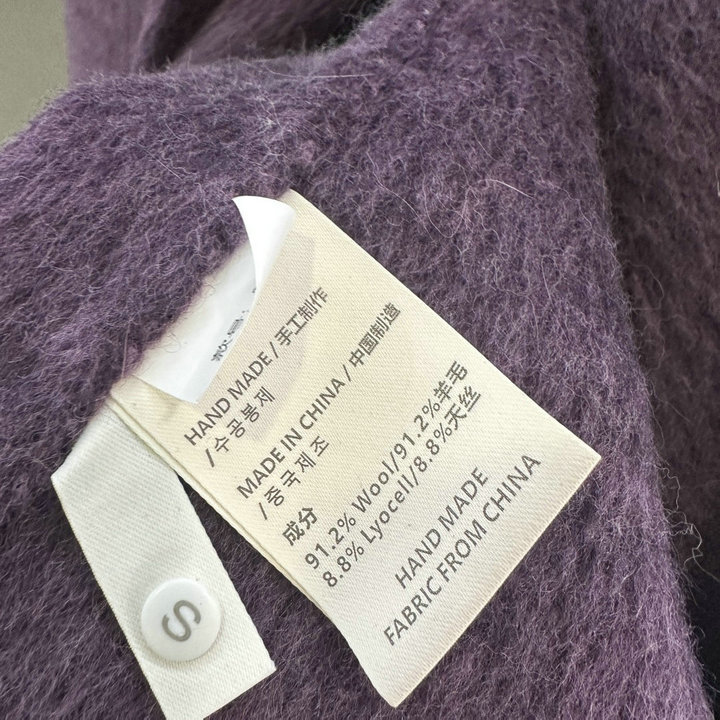 HAND MADE / 手工制作
/ 수공봉제
MADE IN CHINA / 中国制造
/ 중국제조
成分
91.2% Wool/91.2%羊毛
8.8% Lyocell/8.8%天丝
HAND MADE
FABRIC FROM CHINA
S